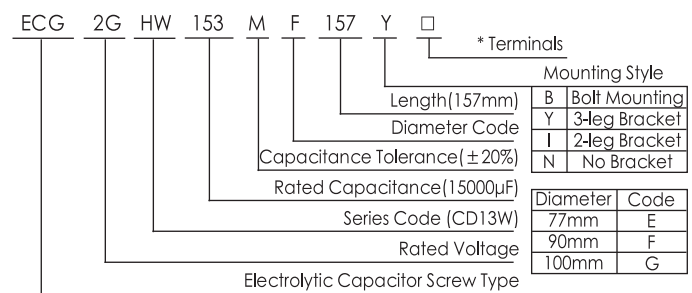 ECG 2G HW 153 M F 157 Y □
* Terminals
Mounting Style
B Bolt Mounting
Y 3-leg Bracket
I 2-leg Bracket
N No Bracket
Length(157mm)
Diameter Code
Capacitance Tolerance(±20%)
Rated Capacitance(15000μF)
Series Code (CD13W)
Rated Voltage
Electrolytic Capacitor Screw Type
Diameter Code
77mm E
90mm F
100mm G